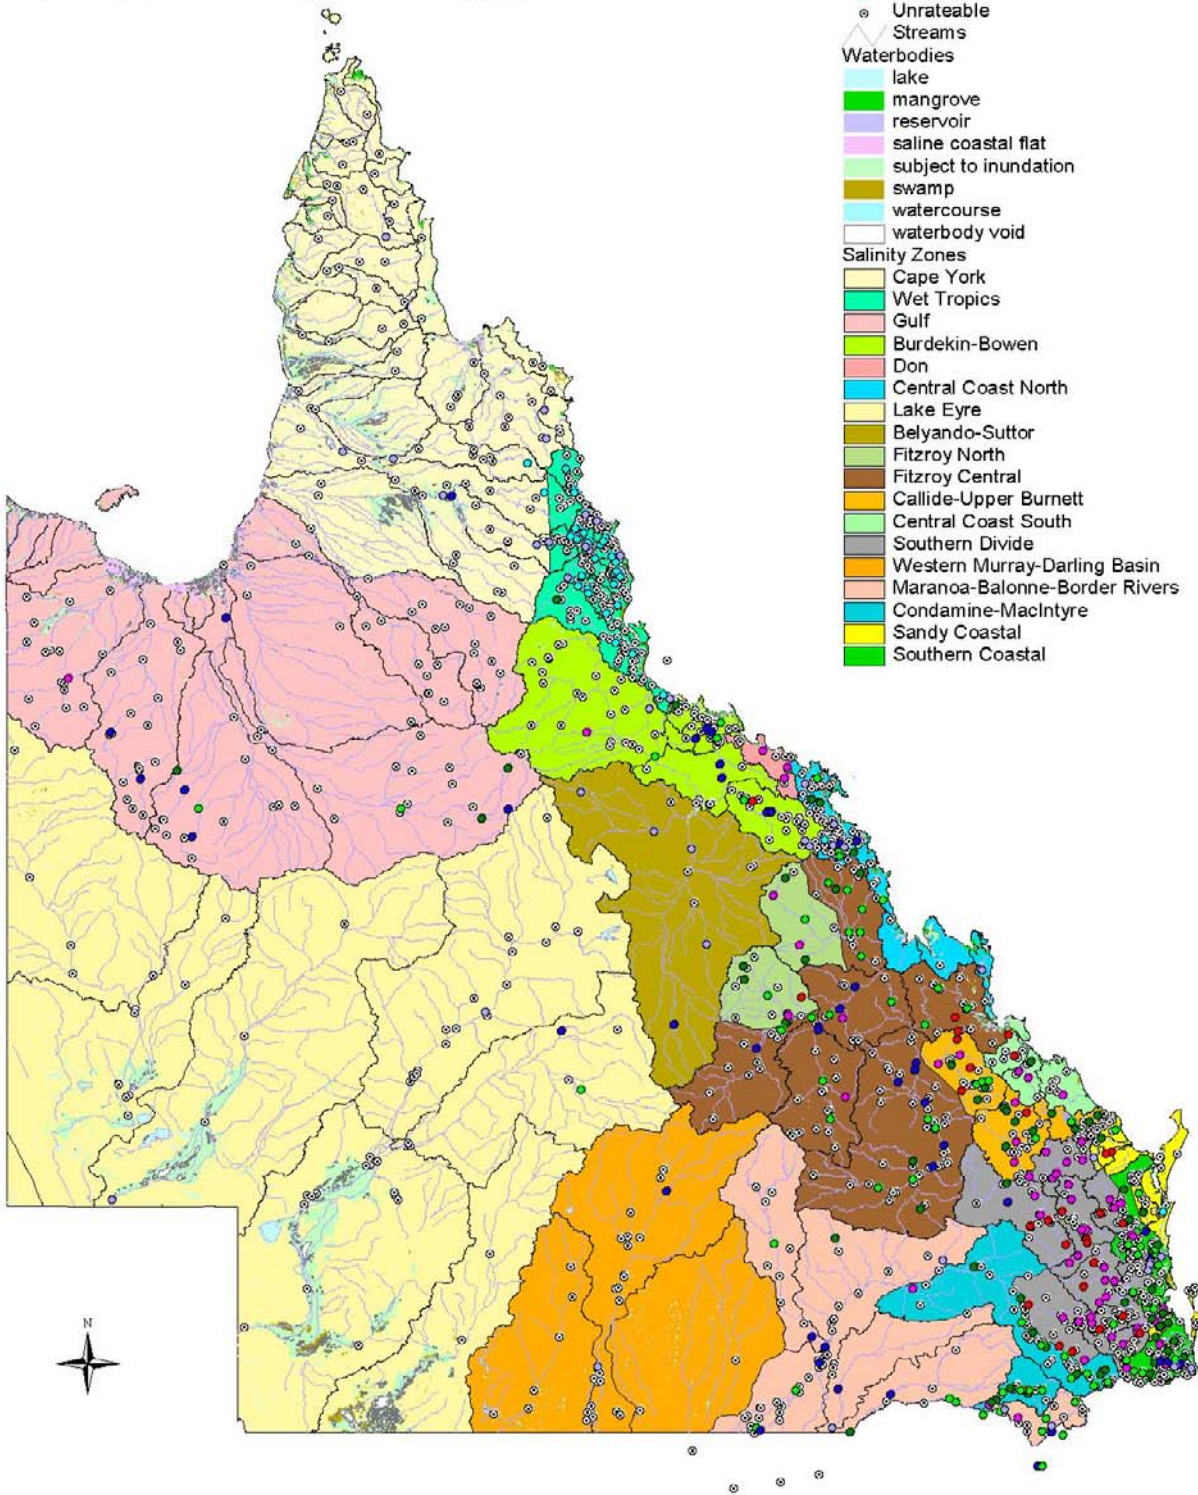 Unrateable
Streams
Waterbodies
lake
mangrove
reservoir
saline coastal flat
subject to inundation
swamp
watercourse
waterbody void
Salinity Zones
Cape York
Wet Tropics
Gulf
Burdekin-Bowen
Don
Central Coast North
Lake Eyre
Belyando-Suttor
Fitzroy North
Fitzroy Central
Callide-Upper Burnett
Central Coast South
Southern Divide
Western Murray-Darling Basin
Maranoa-Balonne-Border Rivers
Condamine-MacIntyre
Sandy Coastal
Southern Coastal
N